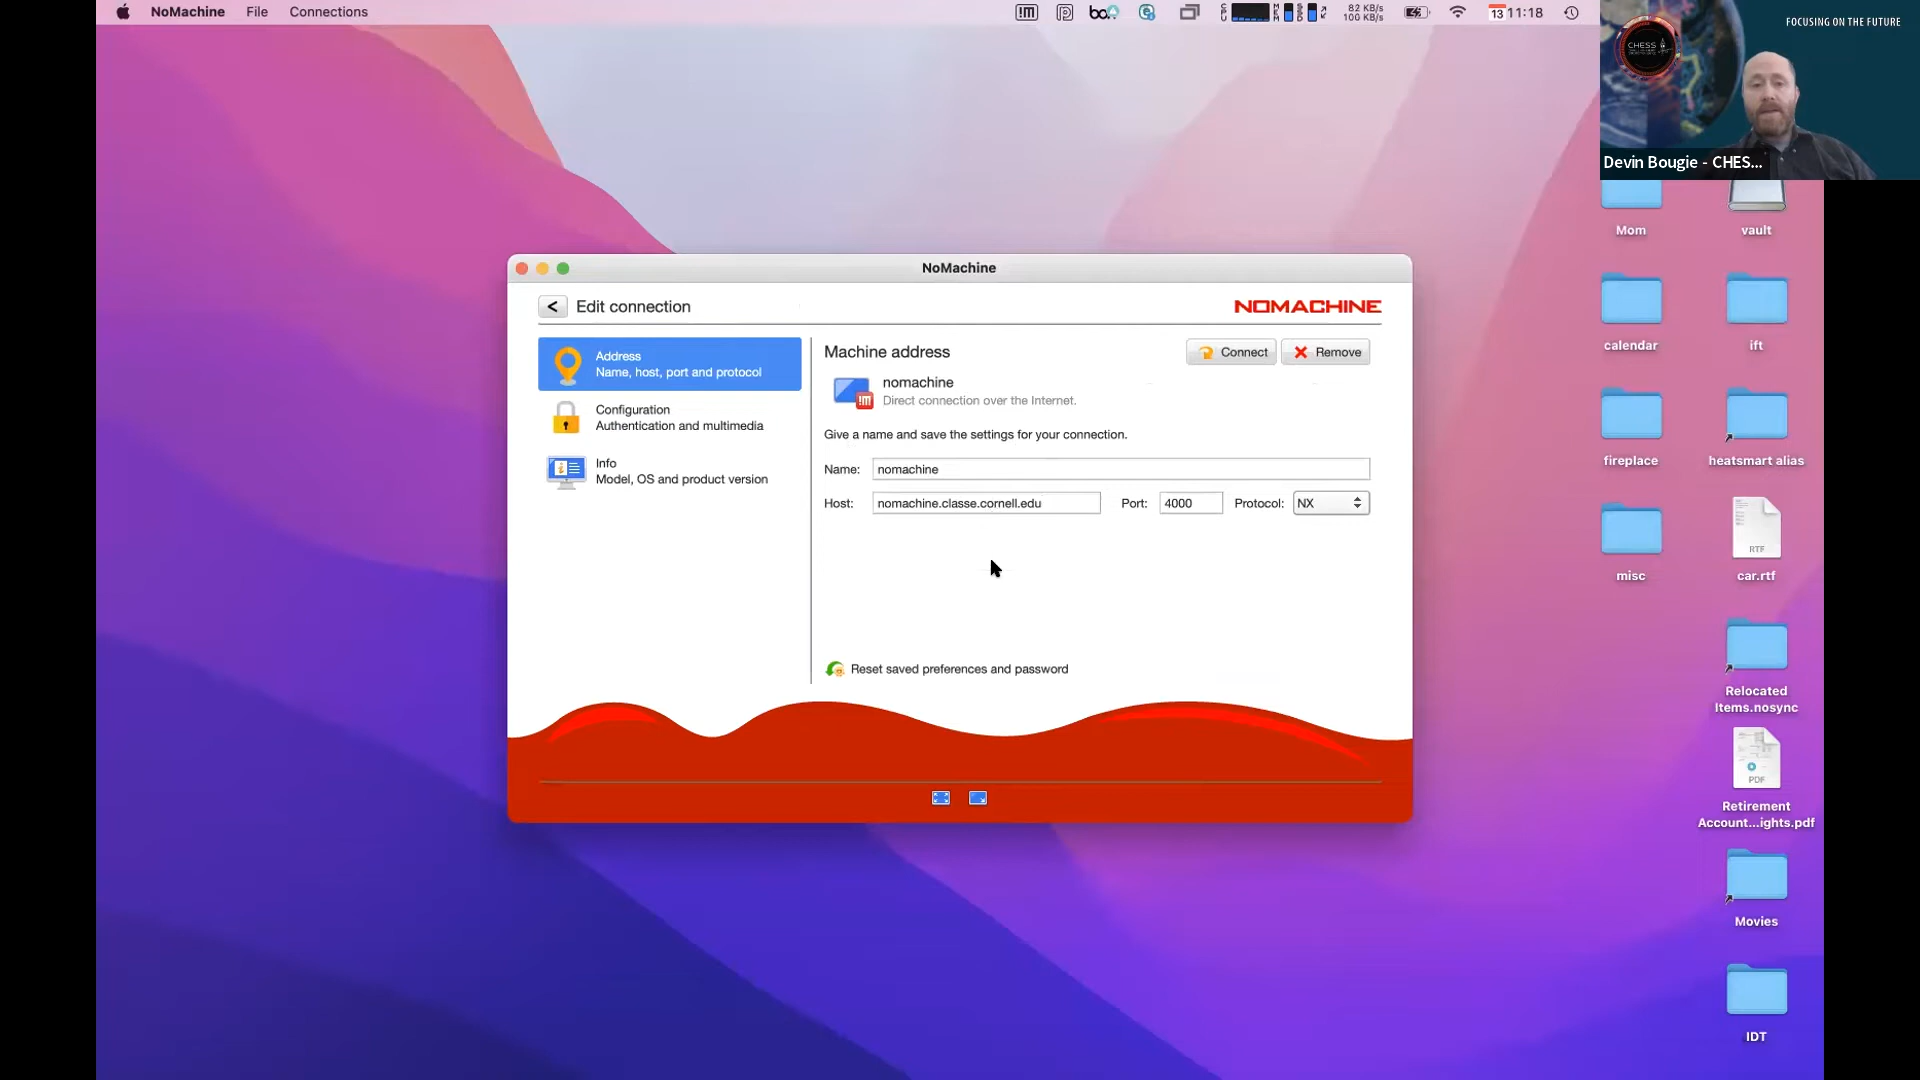 NoMachine File Connections
82 KB/s
100 KB/s
13 11:18
FOCUSING ON THE FUTURE
CHESS
Devin Bougie - CHES...
Mom
vault
calendar
ift
fireplace
heatsmart alias
misc
RTF
car.rtf
Relocated
Items.nosync
PDF
Retirement
Account...ights.pdf
Movies
IDT
NoMachine
< Edit connection
NOMACHINE
Address
Name, host, port and protocol
Configuration
Authentication and multimedia
Info
Model, OS and product version
Machine address
Connect
Remove
nomachine
!M
Direct connection over the Internet.
Give a name and save the settings for your connection.
Name: nomachine
Host: nomachine.classe.cornell.edu Port: 4000 Protocol: NX
Reset saved preferences and password